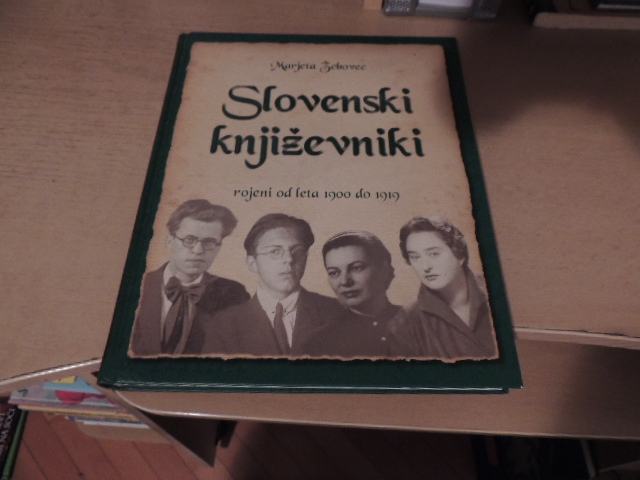 Marjeta Žebovec
Slovenski
književniki
rojeni od leta 1900 do 1919